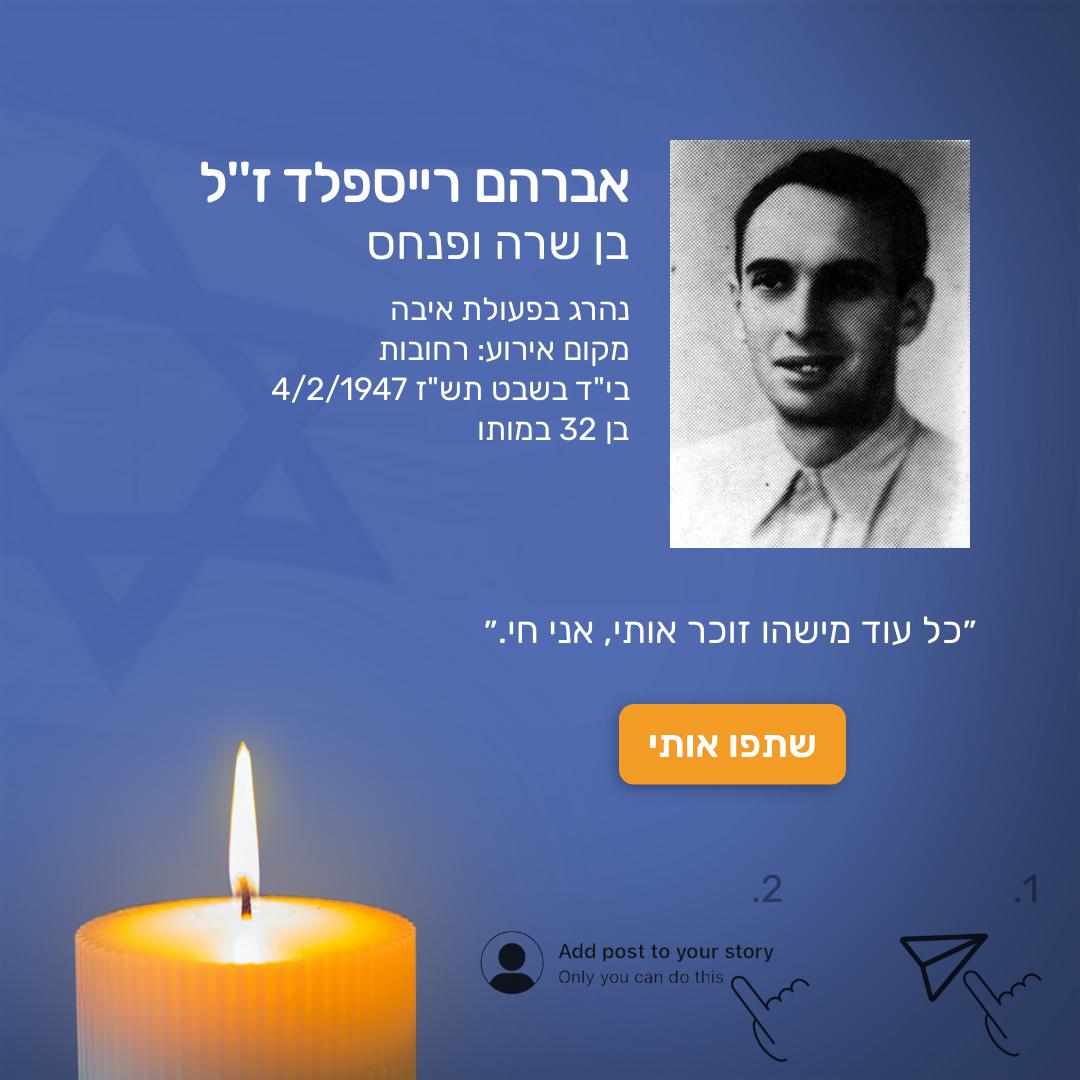 אברהם רייספלד ז"ל
בן שרה ופנחס
נהרג בפעולת איבה
מקום אירוע: רחובות
בי"ד בשבט תש"ז 4/2/1947
בן 32 במותו
״כל עוד מישהו זוכר אותי, אני חי.״
שתפו אותי
.1
.2
Add post to your story
Only you can do this